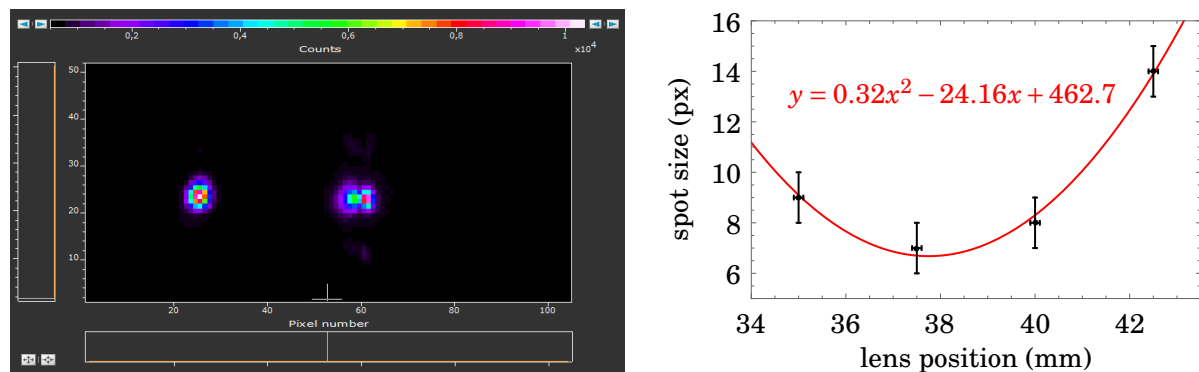 0,2 0,4 0,6 0,8 1
Counts
x10⁴
50
40
30
20
10
20 40 60 80 100
Pixel number
16
14
12
10
8
6
spot size (px)
y = 0.32x² − 24.16x + 462.7
34 36 38 40 42
lens position (mm)